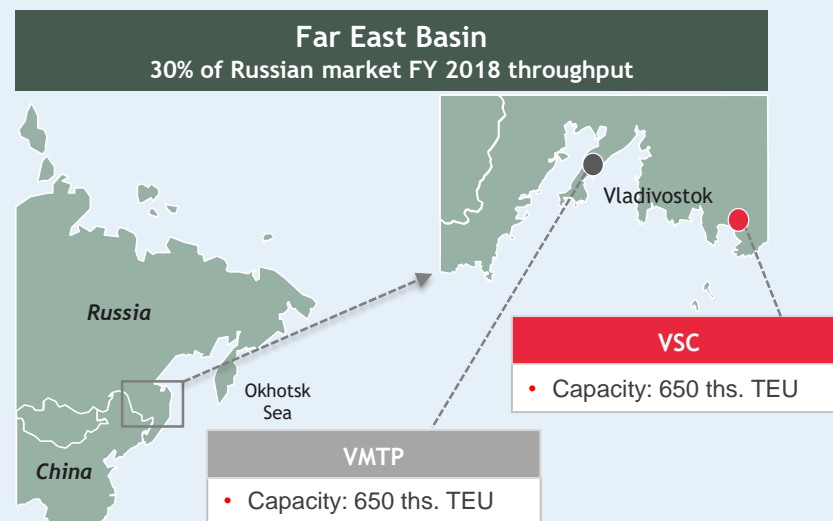 Far East Basin
30% of Russian market FY 2018 throughput
Vladivostok
Russia
VSC
• Capacity: 650 ths. TEU
Okhotsk
Sea
VMTP
China
• Capacity: 650 ths. TEU